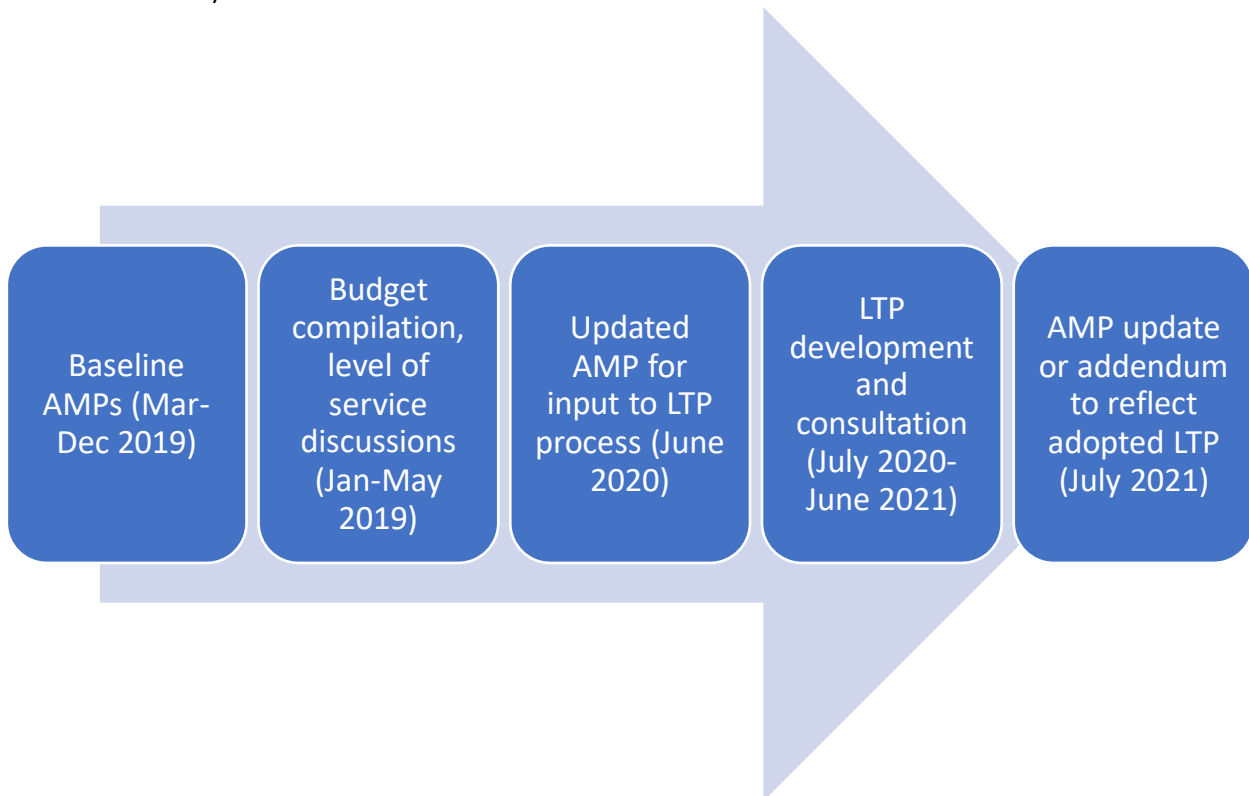 Baseline
AMPs (Mar-
Dec 2019)
Budget
compilation,
level of
service
discussions
(Jan-May
2019)
Updated
AMP for
input to LTP
process (June
2020)
LTP
development
and
consultation
(July 2020-
June 2021)
AMP update
or addendum
to reflect
adopted LTP
(July 2021)